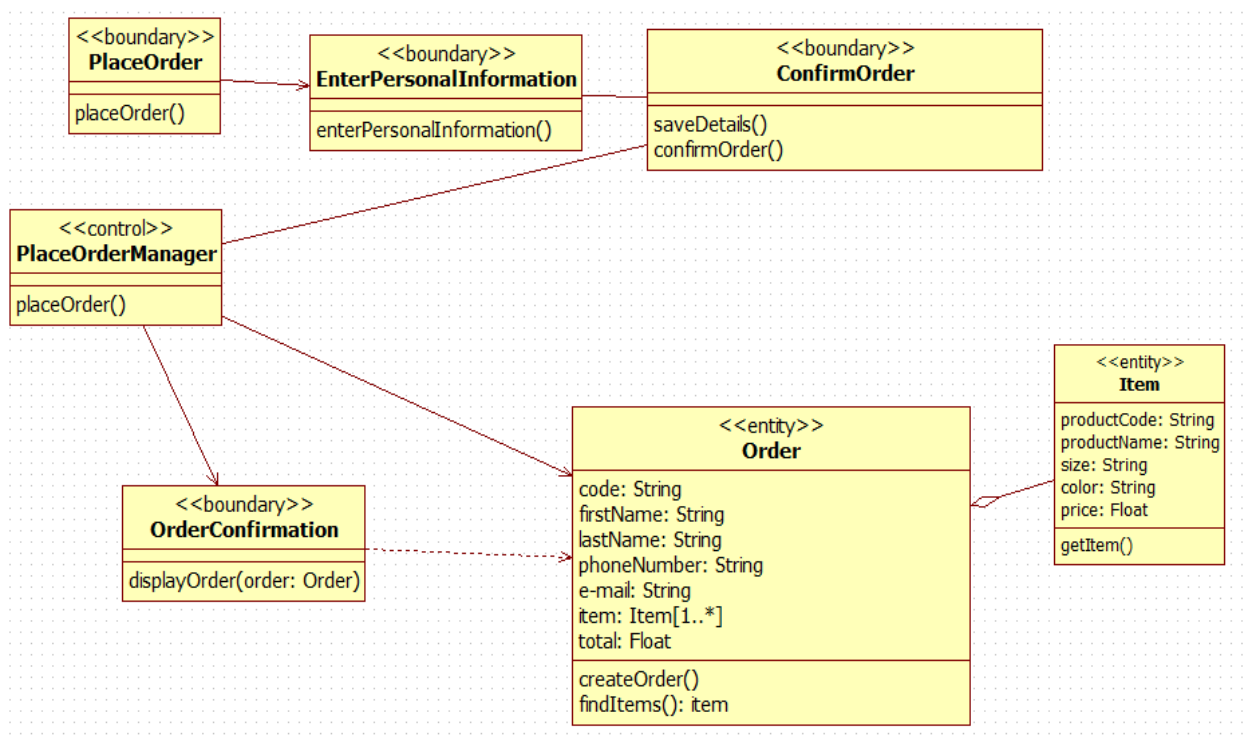 <<boundary>>
PlaceOrder
placeOrder()
<<boundary>>
EnterPersonalInformation
enterPersonalInformation()
<<boundary>>
ConfirmOrder
saveDetails()
confirmOrder()
<<control>>
PlaceOrderManager
placeOrder()
<<entity>>
Item
productCode: String
productName: String
size: String
color: String
price: Float
getItem()
<<entity>>
Order
code: String
firstName: String
lastName: String
phoneNumber: String
e-mail: String
item: Item[1..*]
total: Float
createOrder()
findItems(): item
<<boundary>>
OrderConfirmation
displayOrder(order: Order)